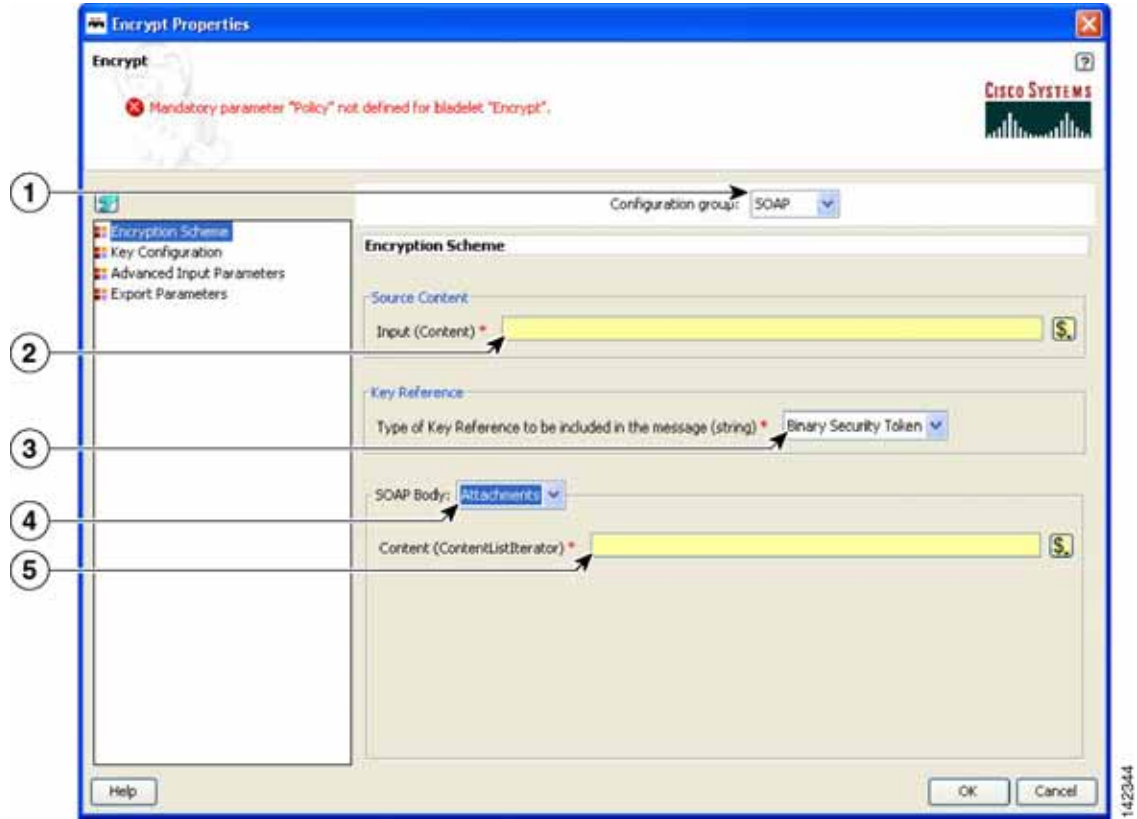 Encrypt Properties
Encrypt
Mandatory parameter "Policy" not defined for bladelet "Encrypt".
CISCO SYSTEMS
1
Configuration group: SOAP
Encryption Scheme
Key Configuration
Advanced Input Parameters
Export Parameters
Encryption Scheme
Source Content
2
Input (Content) *
$
Key Reference
3
Type of Key Reference to be included in the message (string) * Binary Security Token
4
SOAP Body: Attachments
5
Content (ContentListIterator) *
$
Help
OK
Cancel
142344